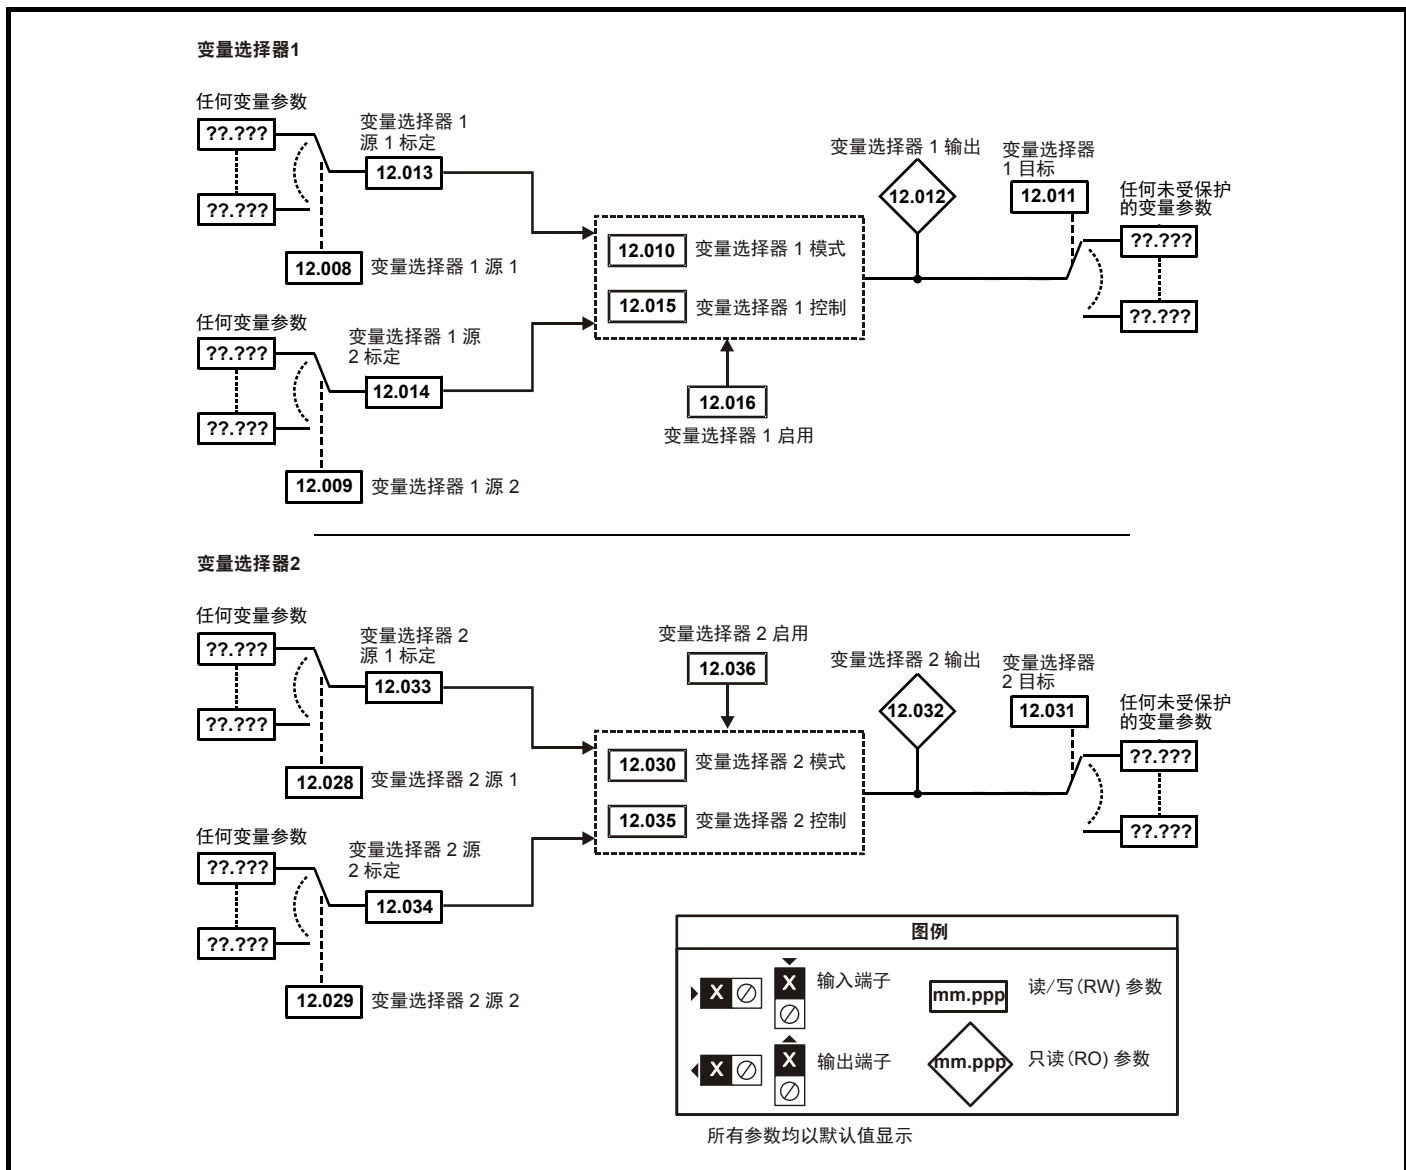 变量选择器1
任何变量参数
??.???
??.???
变量选择器 1
源 1 标定
12.013
12.008
变量选择器 1 源 1
任何变量参数
??.???
??.???
变量选择器 1 源
2 标定
12.014
12.009
变量选择器 1 源 2
12.010
变量选择器 1 模式
12.015
变量选择器 1 控制
12.016
变量选择器 1 启用
变量选择器 1 输出
12.012
变量选择器
1 目标
12.011
任何未受保护
的变量参数
??.???
??.???
变量选择器2
任何变量参数
??.???
??.???
变量选择器 2
源 1 标定
12.033
12.028
变量选择器 2 源 1
任何变量参数
??.???
??.???
变量选择器 2 源
2 标定
12.034
12.029
变量选择器 2 源 2
变量选择器 2 启用
12.036
12.030
变量选择器 2 模式
12.035
变量选择器 2 控制
变量选择器 2 输出
12.032
变量选择器
2 目标
12.031
任何未受保护
的变量参数
??.???
??.???
图例
X
X
输入端子
mm.ppp
读/写(RW) 参数
X
X
输出端子
mm.ppp
只读(RO) 参数
所有参数均以默认值显示